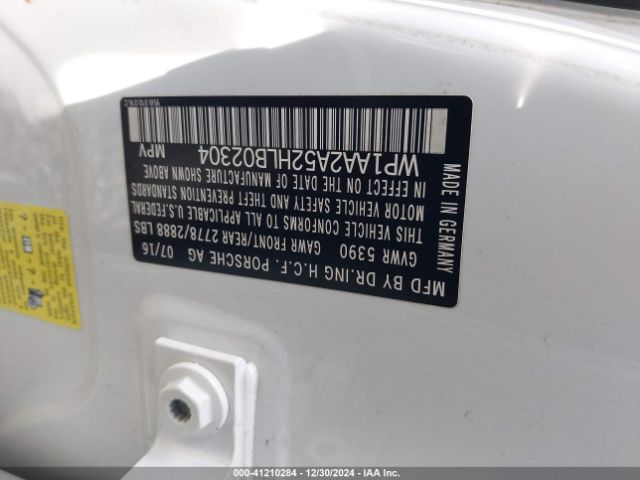 MFD BY DR.ING H.C.F. PORSCHE AG
07/16
GVWR 5390
GAWR FRONT/REAR 2778/2888 LBS
THIS VEHICLE CONFORMS TO ALL APPLICABLE U.S.FEDERAL
MOTOR VEHICLE SAFETY AND THEFT PREVENTION STANDARDS
IN EFFECT ON THE DATE OF MANUFACTURE SHOWN ABOVE
WP1AA2A52HLB02304
MPV
MADE IN GERMANY
000-41210284 - 12/30/2024 - IAA Inc.